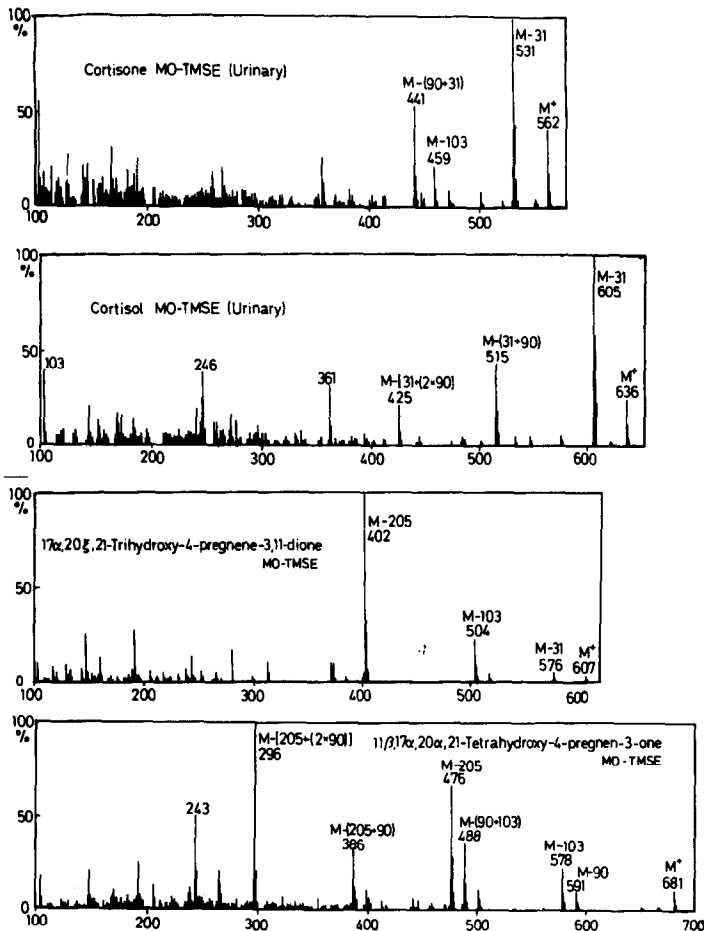 100
%
50
0
Cortisone MO-TMSE (Urinary)
M-(90+31)
441
M-103
459
M-31
531
M+
562
100 200 300 400 500
100
%
50
0
Cortisol MO-TMSE (Urinary)
103
246
361
M-[31+(2×90]
425
M-(31+90)
515
M-31
605
M+
636
100 200 300 400 500 600
100
%
50
0
17α,20ξ,21-Trihydroxy-4-pregnene-3,11-dione
MO-TMSE
M-205
402
M-103
504
M-31
576
M+
607
100 200 300 400 500 600
100
%
50
0
11β,17α,20α,21-Tetrahydroxy-4-pregnen-3-one
MO-TMSE
243
M-[205+(2×90)]
296
M-(205+90)
386
M-205
476
M-(90+103)
488
M-103
578
M-90
591
M+
681
100 200 300 400 500 600 700